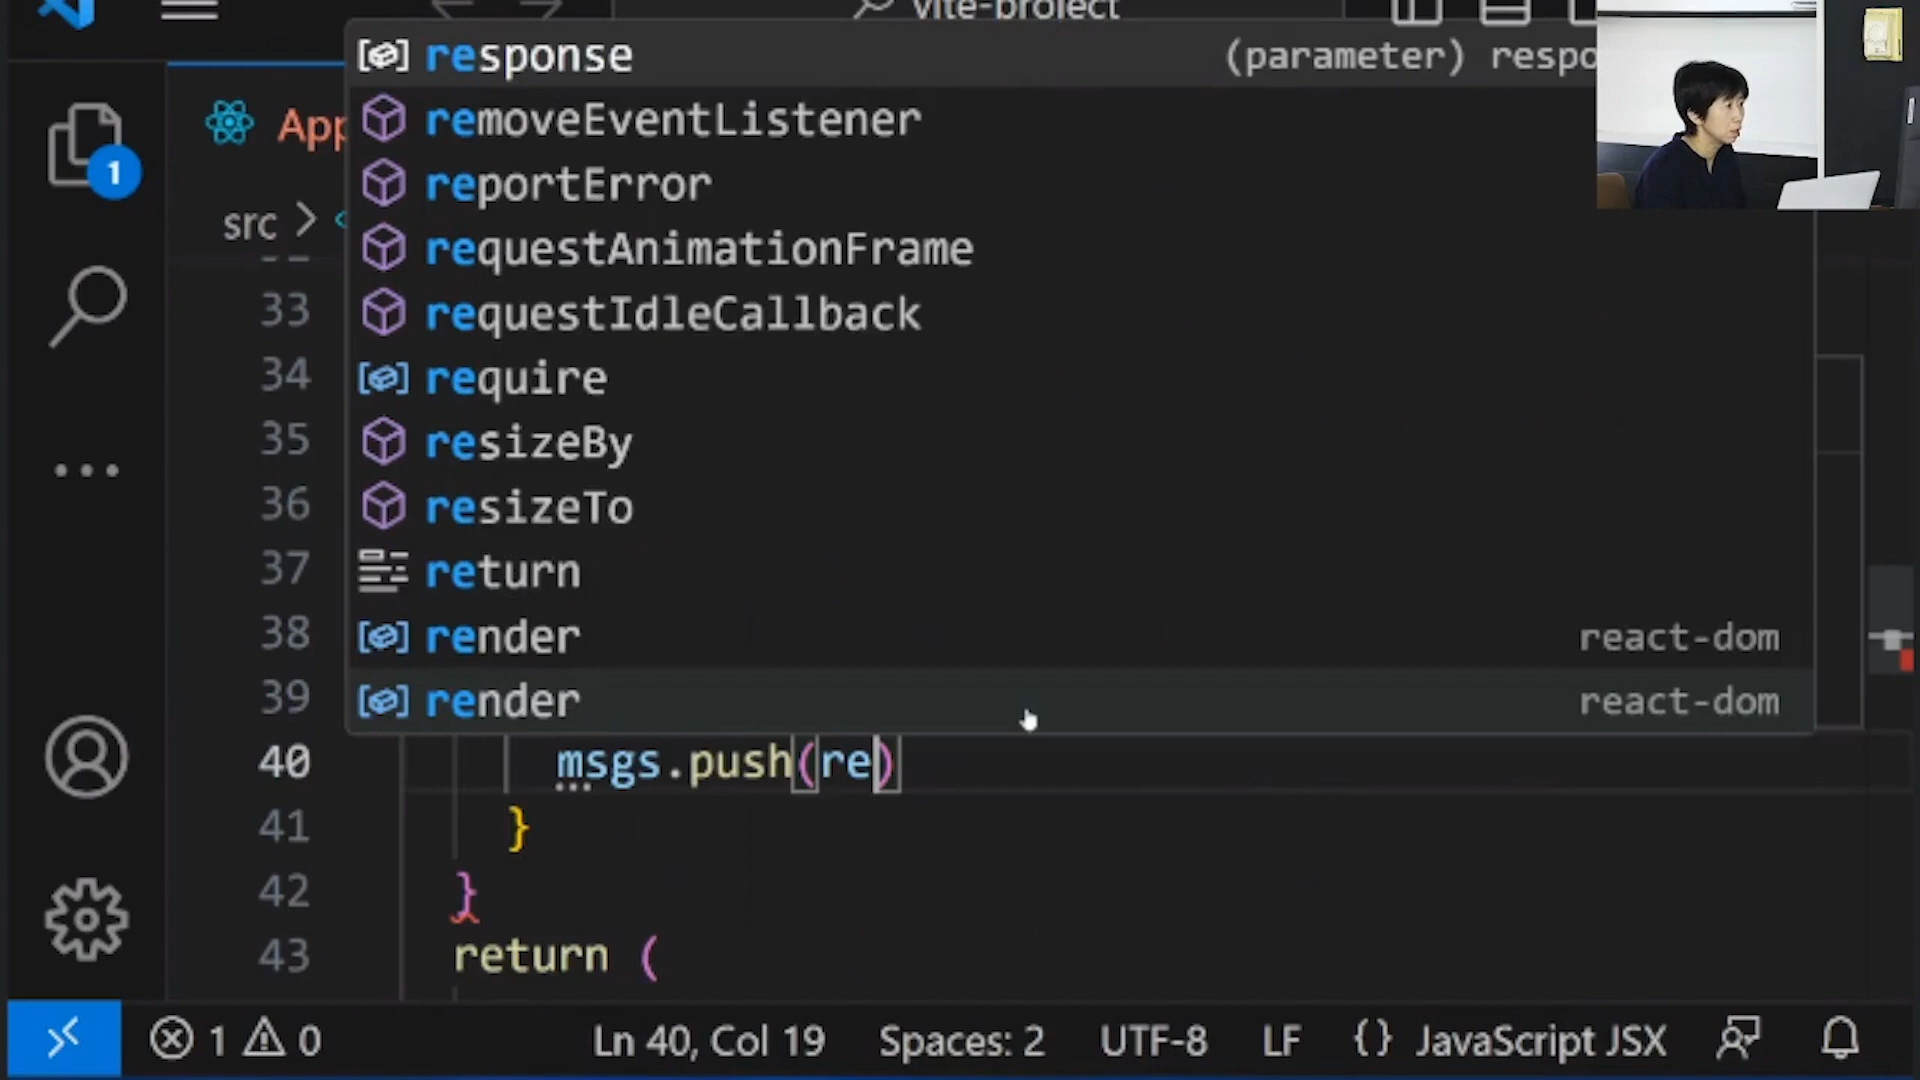 vite-project
response (parameter) respo
App
removeEventListener
1
reportError
src >
requestAnimationFrame
33
requestIdleCallback
34
require
35
resizeBy
36
resizeTo
37
return
38
render react-dom
39
render react-dom
40 msgs.push(re)
41 }
42 }
43 return (
1 0 Ln 40, Col 19 Spaces: 2 UTF-8 LF {} JavaScript JSX